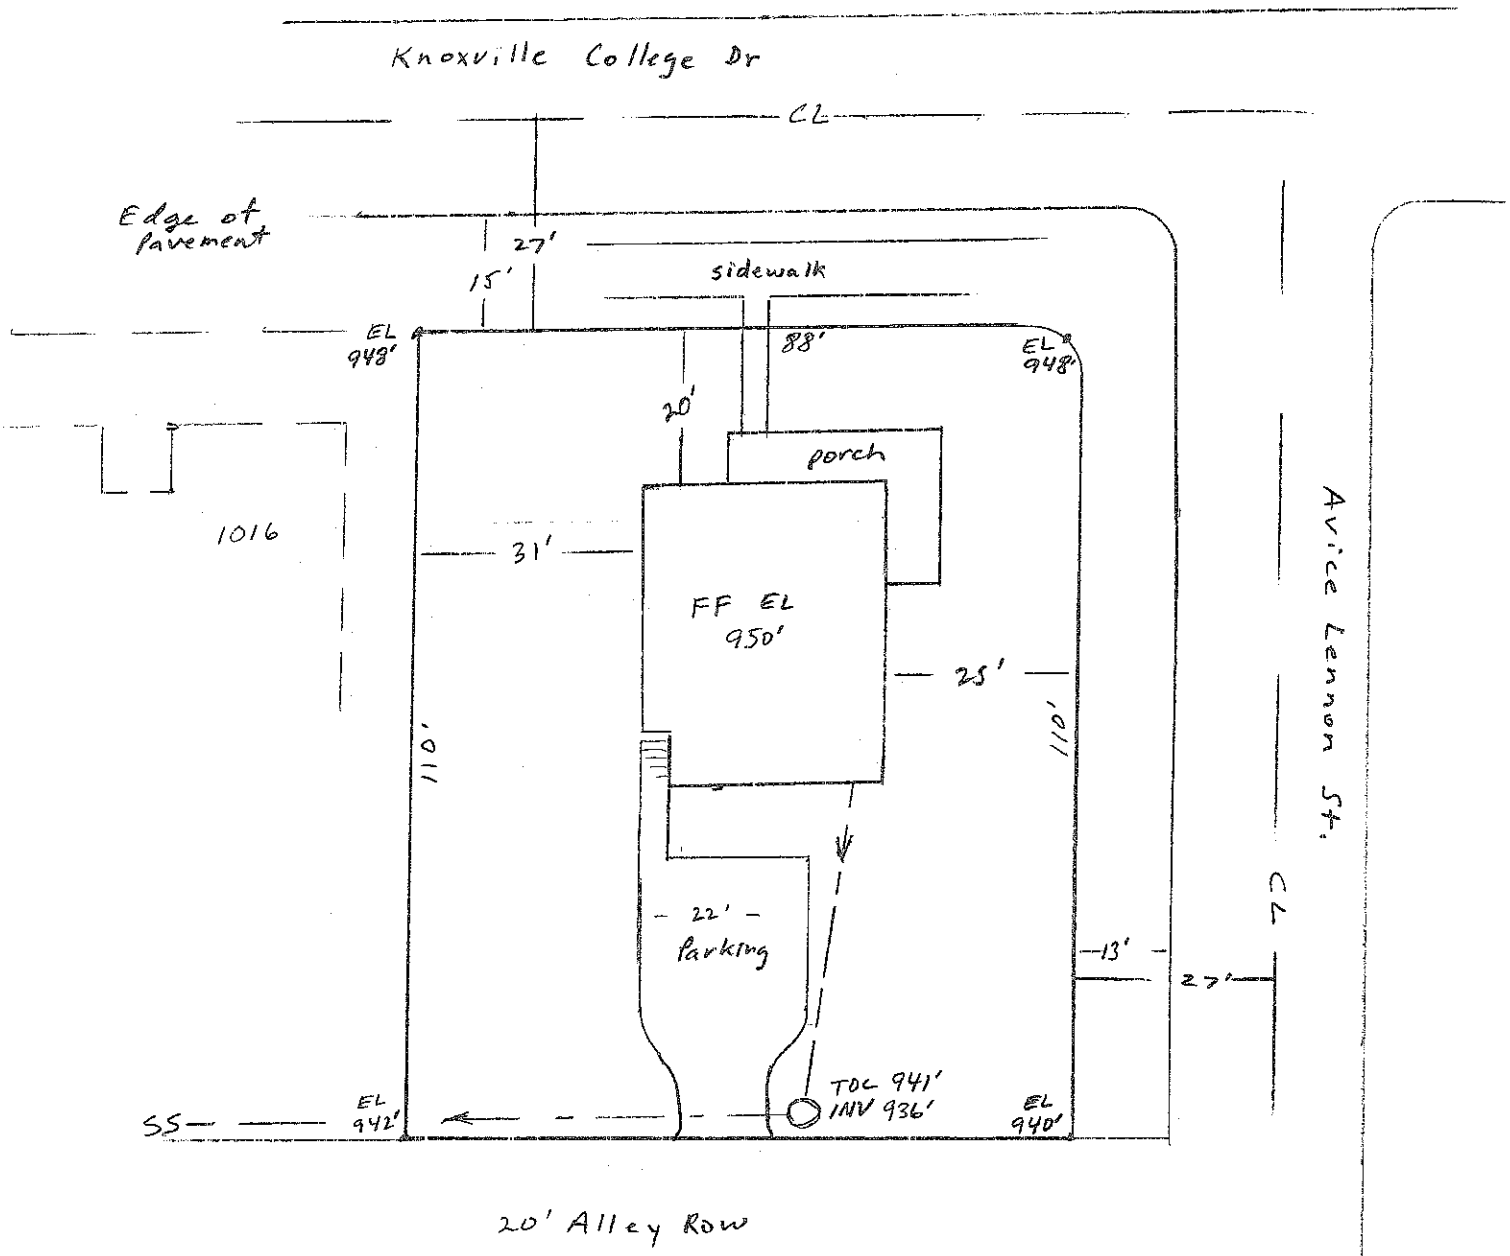 Knoxville College Dr
CL
Edge of
Pavement
27'
15'
sidewalk
EL
948'
88'
EL
948'
20'
porch
1016
31'
FF EL
950'
25'
110'
110'
Avice Lennon St.
CL
22'
Parking
13'
27'
TOC 941'
INV 936'
EL
942'
EL
940'
SS
20' Alley Row